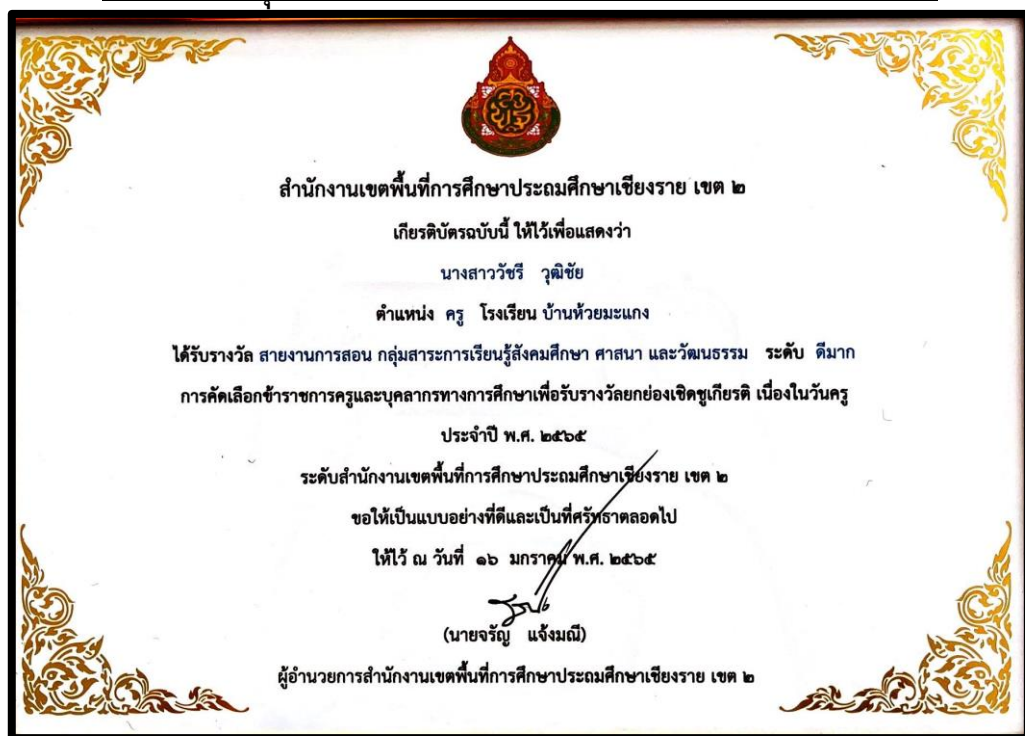 สำนักงานเขตพื้นที่การศึกษาประถมศึกษาเชียงราย เขต ๒
เกียรติบัตรฉบับนี้ ให้ไว้เพื่อแสดงว่า
นางสาววัชรี วุฒิชัย
ตำแหน่ง ครู โรงเรียน บ้านห้วยมะแกง
ได้รับรางวัล สายงานการสอน กลุ่มสาระการเรียนรู้สังคมศึกษา ศาสนา และวัฒนธรรม ระดับ ดีมาก
การคัดเลือกข้าราชการครูและบุคลากรทางการศึกษาเพื่อรับรางวัลยกย่องเชิดชูเกียรติ เนื่องในวันครู
ประจำปี พ.ศ. ๒๕๖๕
ระดับสำนักงานเขตพื้นที่การศึกษาประถมศึกษาเชียงราย เขต ๒
ขอให้เป็นแบบอย่างที่ดีและเป็นที่ศรัทธาตลอดไป
ให้ไว้ ณ วันที่ ๑๖ มกราคม พ.ศ. ๒๕๖๕
(นายจรัญ แจ้งมณี)
ผู้อำนวยการสำนักงานเขตพื้นที่การศึกษาประถมศึกษาเชียงราย เขต ๒